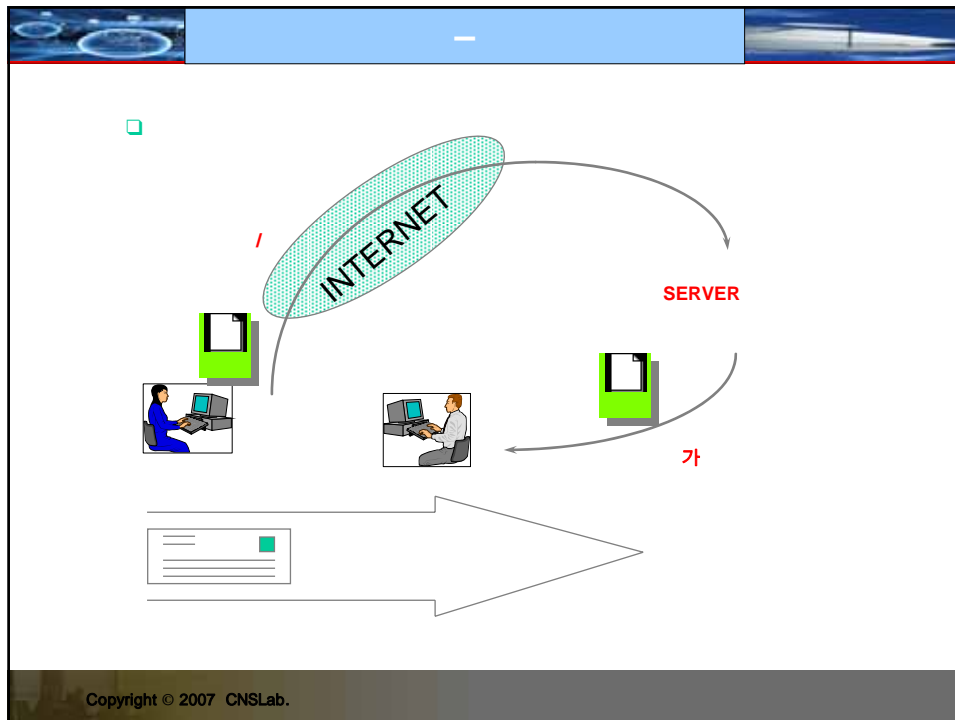 –
/
INTERNET
SERVER
가
Copyright © 2007 CNSLab.